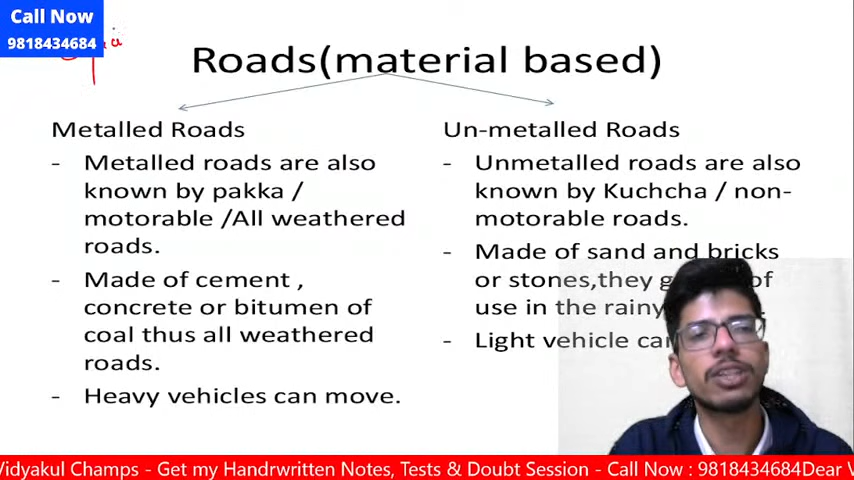 Call Now
9818434684
Roads(material based)
Metalled Roads
- Metalled roads are also
known by pakka /
motorable /All weathered
roads.
- Made of cement ,
concrete or bitumen of
coal thus all weathered
roads.
- Heavy vehicles can move.
Un-metalled Roads
- Unmetalled roads are also
known by Kuchcha / non-
motorable roads.
- Made of sand and bricks
or stones,they of
use in the rainy
- Light vehicle
Vidyakul Champs - Get my Handrwritten Notes, Tests & Doubt Session - Call Now : 9818434684Dear V